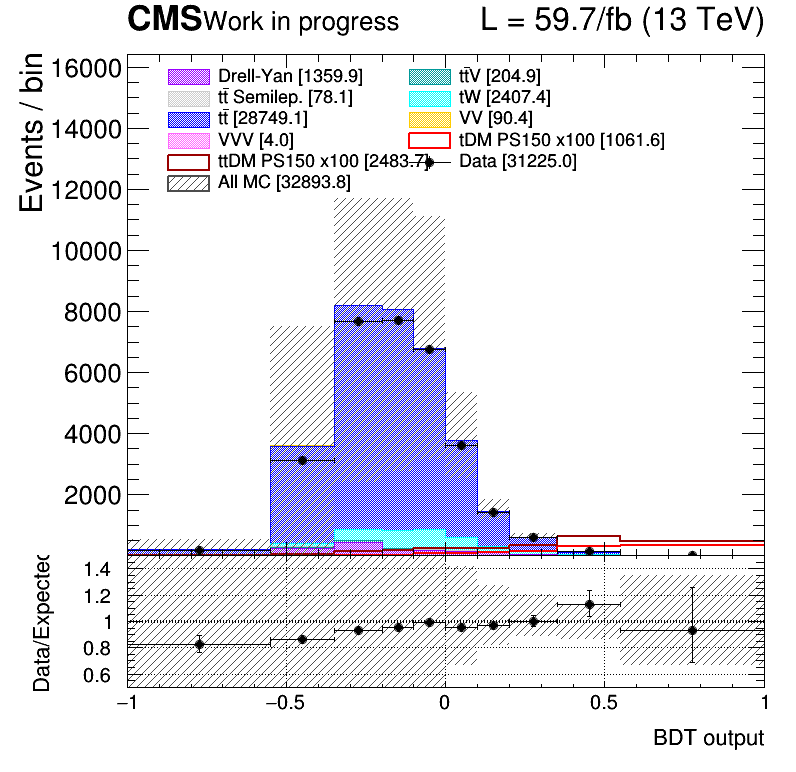 CMS Work in progress L = 59.7/fb (13 TeV)
Events / bin
16000
14000
12000
10000
8000
6000
4000
2000
Drell-Yan [1359.9] tt̄V [204.9]
tt̄ Semilep. [78.1] tW [2407.4]
tt̄ [28749.1] VV [90.4]
VVV [4.0] tDM PS150 x100 [1061.6]
ttDM PS150 x100 [2483.7] Data [31225.0]
All MC [32893.8]
Data/Expected
1.4
1.2
1
0.8
0.6
−1 −0.5 0 0.5 1
BDT output